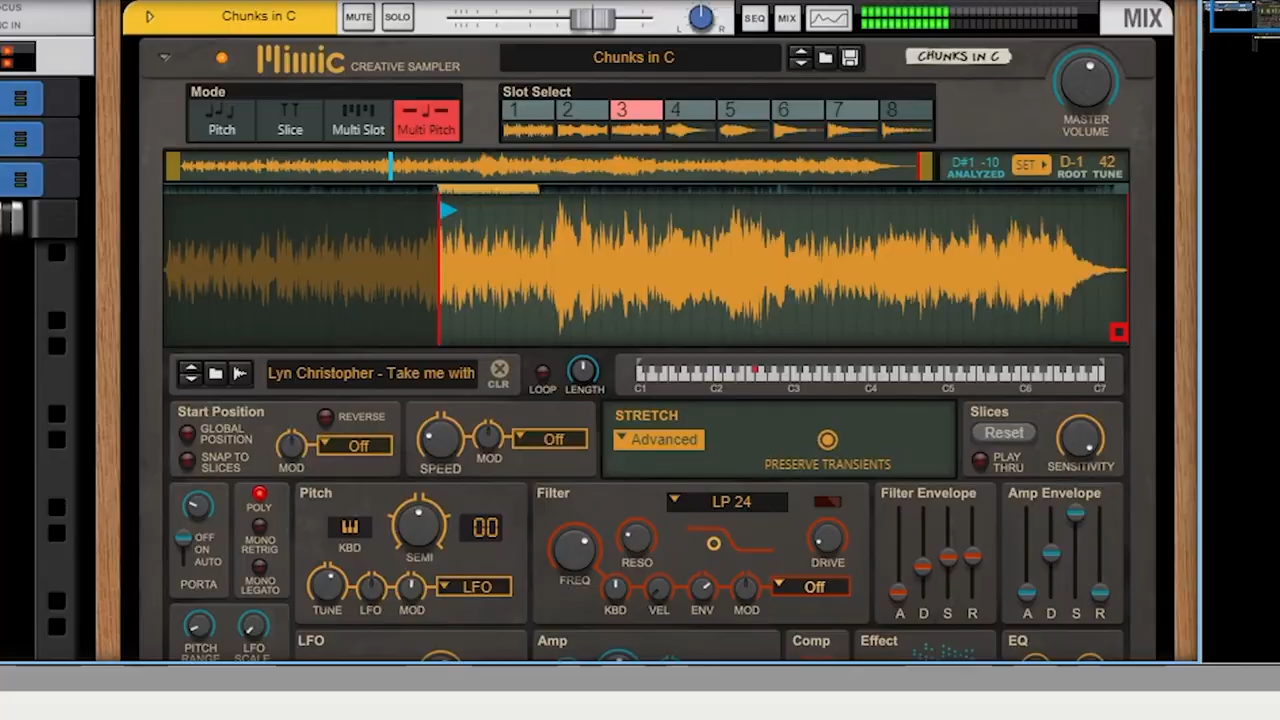 OCUS
NC IN
Chunks in C
MUTE
SOLO
L R
SEQ
MIX
MIX
Mimic CREATIVE SAMPLER
Chunks in C
CHUNKS IN C
MASTER
VOLUME
Mode
Pitch
Slice
Multi Slot
Multi Pitch
Slot Select
1 2 3 4 5 6 7 8
D#1 -10
ANALYZED
SET
D-1 42
ROOT TUNE
Lyn Christopher - Take me with
CLR
LOOP
LENGTH
C1 C2 C3 C4 C5 C6 C7
Start Position
GLOBAL
POSITION
SNAP TO
SLICES
REVERSE
MOD
Off
SPEED
MOD
Off
STRETCH
Advanced
PRESERVE TRANSIENTS
Slices
Reset
PLAY
THRU
SENSITIVITY
OFF
ON
AUTO
PORTA
POLY
MONO
RETRIG
MONO
LEGATO
Pitch
KBD
SEMI
00
TUNE
LFO
MOD
LFO
Filter
LP 24
FREQ
RESO
DRIVE
KBD
VEL
ENV
MOD
Off
Filter Envelope
A D S R
Amp Envelope
A D S R
PITCH
RANGE
LFO
SCALE
LFO
Amp
Comp
Effect
EQ